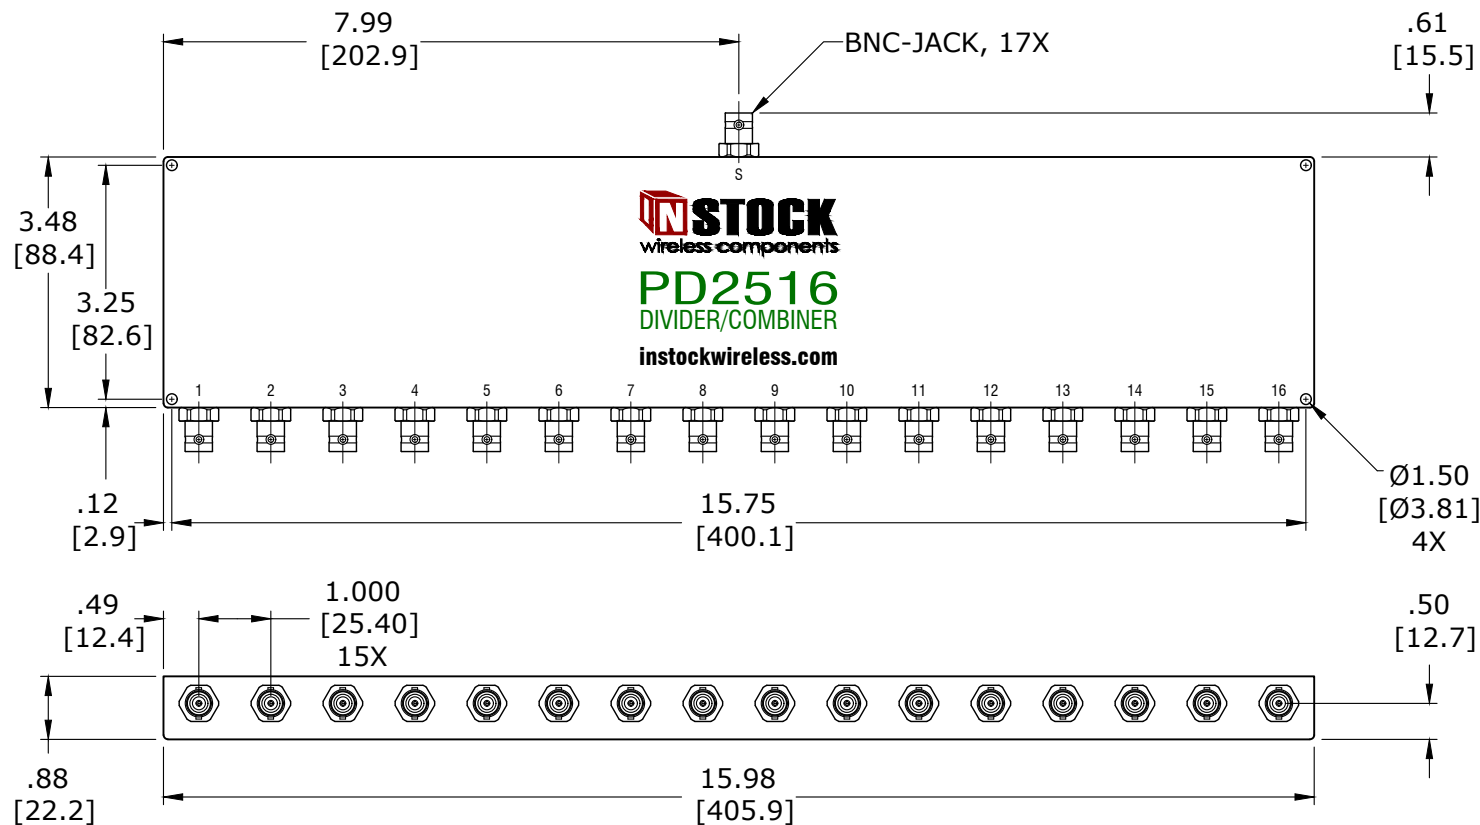 7.99
[202.9]
BNC-JACK, 17X
.61
[15.5]
S
3.48
[88.4]
3.25
[82.6]
INSTOCK
wireless components
PD2516
DIVIDER/COMBINER
instockwireless.com
1 2 3 4 5 6 7 8 9 10 11 12 13 14 15 16
.12
[2.9]
15.75
[400.1]
Ø1.50
[Ø3.81]
4X
.49
[12.4]
1.000
[25.40]
15X
.50
[12.7]
.88
[22.2]
15.98
[405.9]